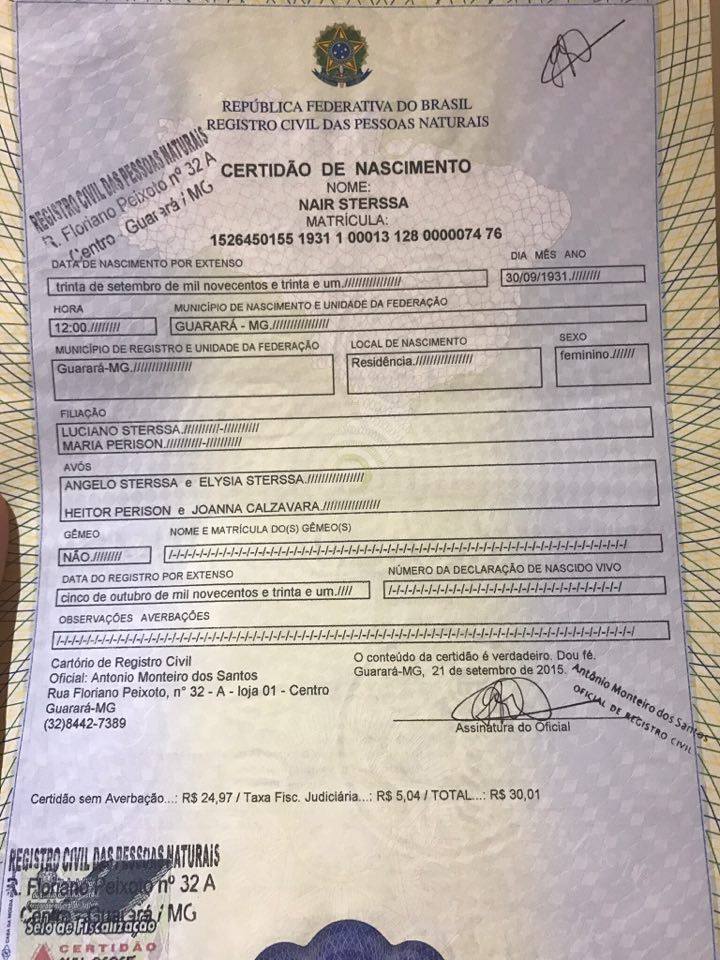 REPÚBLICA FEDERATIVA DO BRASIL
REGISTRO CIVIL DAS PESSOAS NATURAIS
REGISTRO CIVIL DAS PESSOAS NATURAIS
R. Floriano Peixoto nº 32 A
Centro - Guarará / MG
CERTIDÃO DE NASCIMENTO
NOME:
NAIR STERSSA
MATRÍCULA:
1526450155 1931 1 00013 128 0000074 76
DATA DE NASCIMENTO POR EXTENSO
DIA MÊS ANO
trinta de setembro de mil novecentos e trinta e um.////////////////
30/09/1931.////////
HORA
MUNICÍPIO DE NASCIMENTO E UNIDADE DA FEDERAÇÃO
12:00.////////
GUARARÁ - MG.////////////////
MUNICÍPIO DE REGISTRO E UNIDADE DA FEDERAÇÃO
LOCAL DE NASCIMENTO
SEXO
Guarará-MG.////////////////
Residência.////////////////
feminino.//////
FILIAÇÃO
LUCIANO STERSSA.//////////-/////////
MARIA PERISON.//////////-//////////
AVÓS
ANGELO STERSSA e ELYSIA STERSSA.////////////////
HEITOR PERISON e JOANNA CALZAVARA.////////////////
GÊMEO
NOME E MATRÍCULA DO(S) GÊMEO(S)
NÃO.////////
/-/-/-/-/-/-/-/-/-/-/-/-/-/-/-/-/-/-/-/-/-/-/-/-/-/-/-/-/-/-/-/-/-/-/-/-/-/-/-/-/-/-/-/-/-/-/-/
DATA DO REGISTRO POR EXTENSO
NÚMERO DA DECLARAÇÃO DE NASCIDO VIVO
cinco de outubro de mil novecentos e trinta e um.////
/-/-/-/-/-/-/-/-/-/-/-/-/-/-/-/-/-/-/-/-/-/-/-/-/
OBSERVAÇÕES AVERBAÇÕES
/-/-/-/-/-/-/-/-/-/-/-/-/-/-/-/-/-/-/-/-/-/-/-/-/-/-/-/-/-/-/-/-/-/-/-/-/-/-/-/-/-/-/-/-/-/-/-/-/-/-/-/-/-/-/-/-/-/-/
Cartório de Registro Civil
Oficial: Antonio Monteiro dos Santos
Rua Floriano Peixoto, n° 32 - A - loja 01 - Centro
Guarará-MG
(32)8442-7389
O conteúdo da certidão é verdadeiro. Dou fé.
Guarará-MG, 21 de setembro de 2015.
Antônio Monteiro dos Santos
OFICIAL DE REGISTRO CIVIL
Assinatura do Oficial
Certidão sem Averbação...: R$ 24,97 / Taxa Fisc. Judiciária...: R$ 5,04 / TOTAL...: R$ 30,01
REGISTRO CIVIL DAS PESSOAS NATURAIS
R. Floriano Peixoto nº 32 A
Centro - Guarará / MG
Selo de Fiscalização
CERTIDÃO